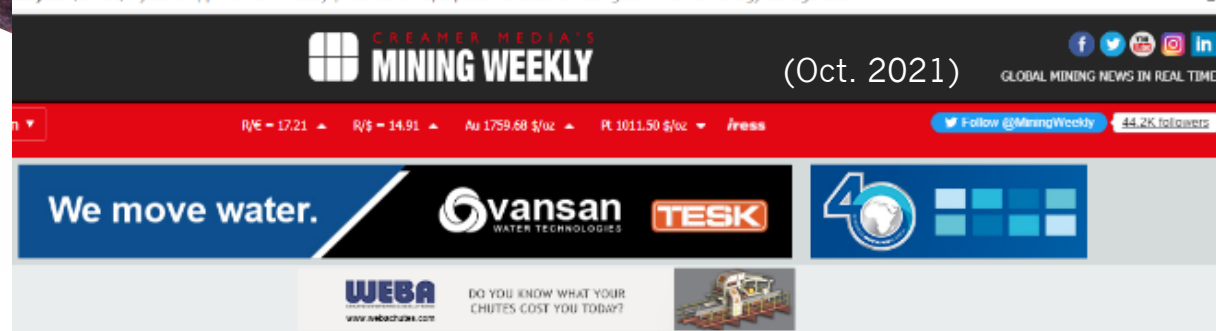 CREAMER MEDIA'S
MINING WEEKLY
(Oct. 2021)
GLOBAL MINING NEWS IN REAL TIME
R/€ = 17.21 R/$ = 14.91 Au 1759.68 $/oz Pt 1011.50 $/oz iress
Follow @MiningWeekly 44.2K followers
We move water.
vansan
WATER TECHNOLOGIES
TESK
40
WEBA
www.webachutes.com
DO YOU KNOW WHAT YOUR
CHUTES COST YOU TODAY?